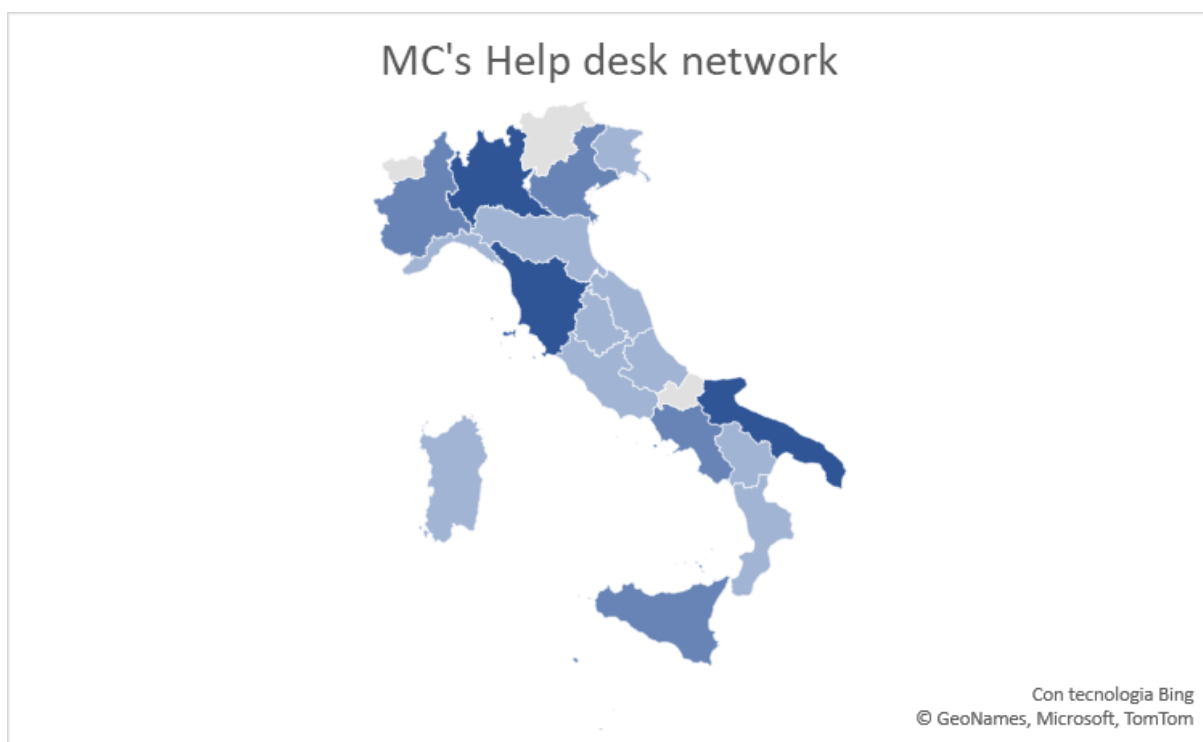 MC's Help desk network
Con tecnologia Bing
© GeoNames, Microsoft, TomTom